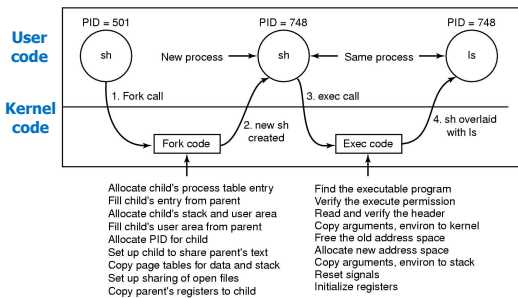 PID = 501
PID = 748
PID = 748
User
code
sh
New process
sh
Same process
ls
1. Fork call
3. exec call
Kernel
code
2. new sh
created
4. sh overlaid
with ls
Fork code
Exec code
Allocate child's process table entry
Fill child's entry from parent
Allocate child's stack and user area
Fill child's user area from parent
Allocate PID for child
Set up child to share parent's text
Copy page tables for data and stack
Set up sharing of open files
Copy parent's registers to child
Find the executable program
Verify the execute permission
Read and verify the header
Copy arguments, environ to kernel
Free the old address space
Allocate new address space
Copy arguments, environ to stack
Reset signals
Initialize registers